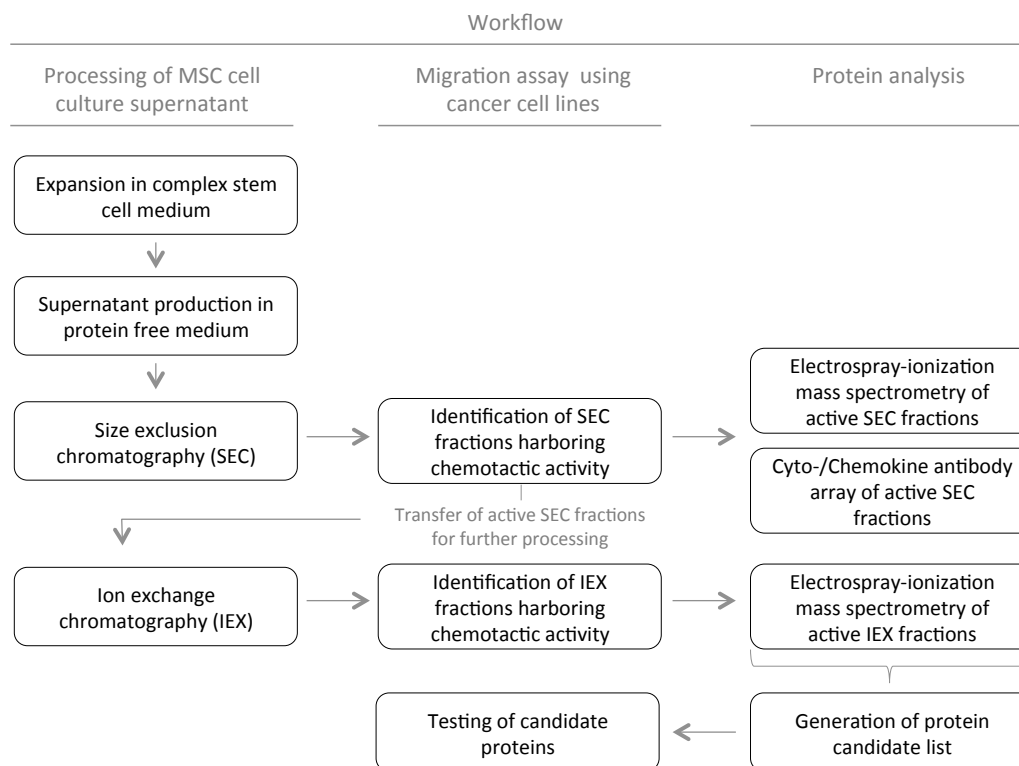 Workflow
Processing of MSC cell
culture supernatant
Migration assay using
cancer cell lines
Protein analysis
Expansion in complex stem
cell medium
Supernatant production in
protein free medium
Size exclusion
chromatography (SEC)
Identification of SEC
fractions harboring
chemotactic activity
Electrospray-ionization
mass spectrometry of
active SEC fractions
Cyto-/Chemokine antibody
array of active SEC
fractions
Transfer of active SEC fractions
for further processing
Ion exchange
chromatography (IEX)
Identification of IEX
fractions harboring
chemotactic activity
Electrospray-ionization
mass spectrometry of
active IEX fractions
Testing of candidate
proteins
Generation of protein
candidate list